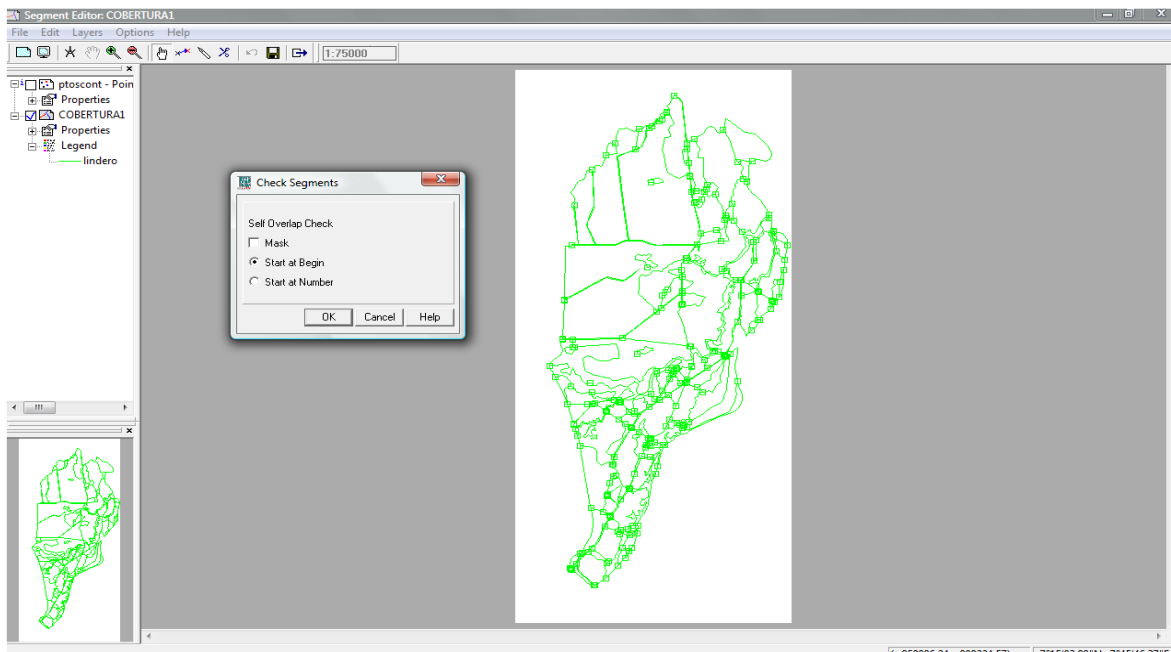 Segment Editor: COBERTURA1
File Edit Layers Options Help
1:75000
ptoscont - Poin
Properties
COBERTURA1
Properties
Legend
lindero
Check Segments
Self Overlap Check
Mask
Start at Begin
Start at Number
OK Cancel Help